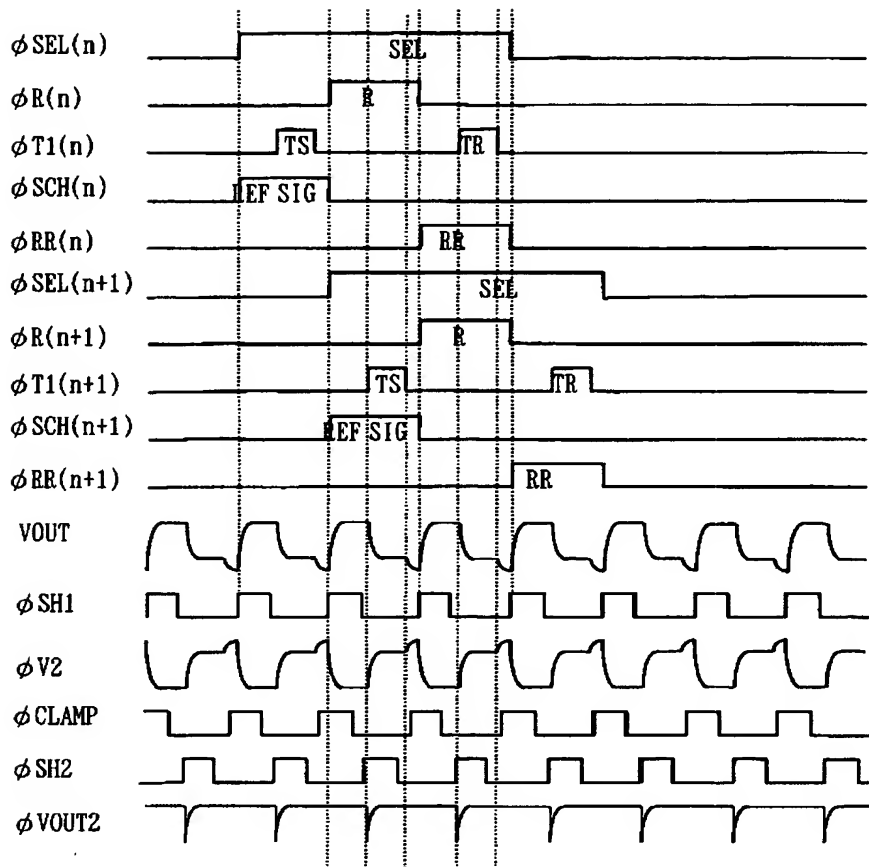 φSEL(n) SEL
φR(n) R
φT1(n) TS TR
φSCH(n) REF SIG
φRR(n) RR
φSEL(n+1) SEL
φR(n+1) R
φT1(n+1) TS TR
φSCH(n+1) REF SIG
φRR(n+1) RR
VOUT
φSH1
φV2
φCLAMP
φSH2
φVOUT2